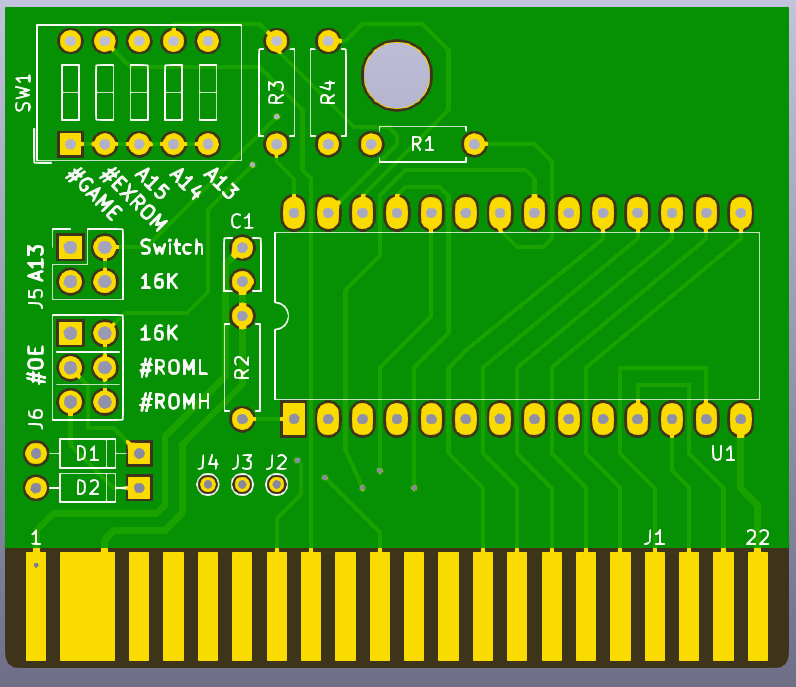 SW1
R3
R4
R1
#GAME
#EXROM
A15
A14
A13
C1
J5
A13
Switch
16K
J6
#OE
16K
#ROML
#ROMH
R2
D1
D2
J4
J3
J2
U1
1
J1
22